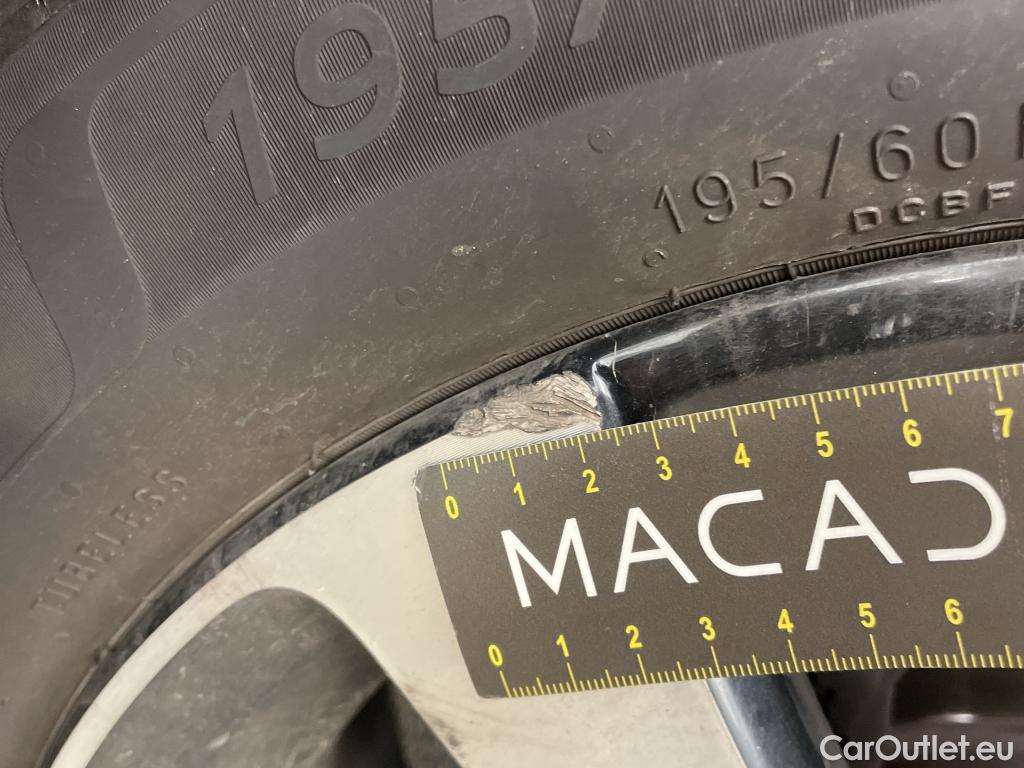 195/
195/60
DCBF
TUBELESS
0 1 2 3 4 5 6 7
MACAD
0 1 2 3 4 5 6
CarOutlet.eu